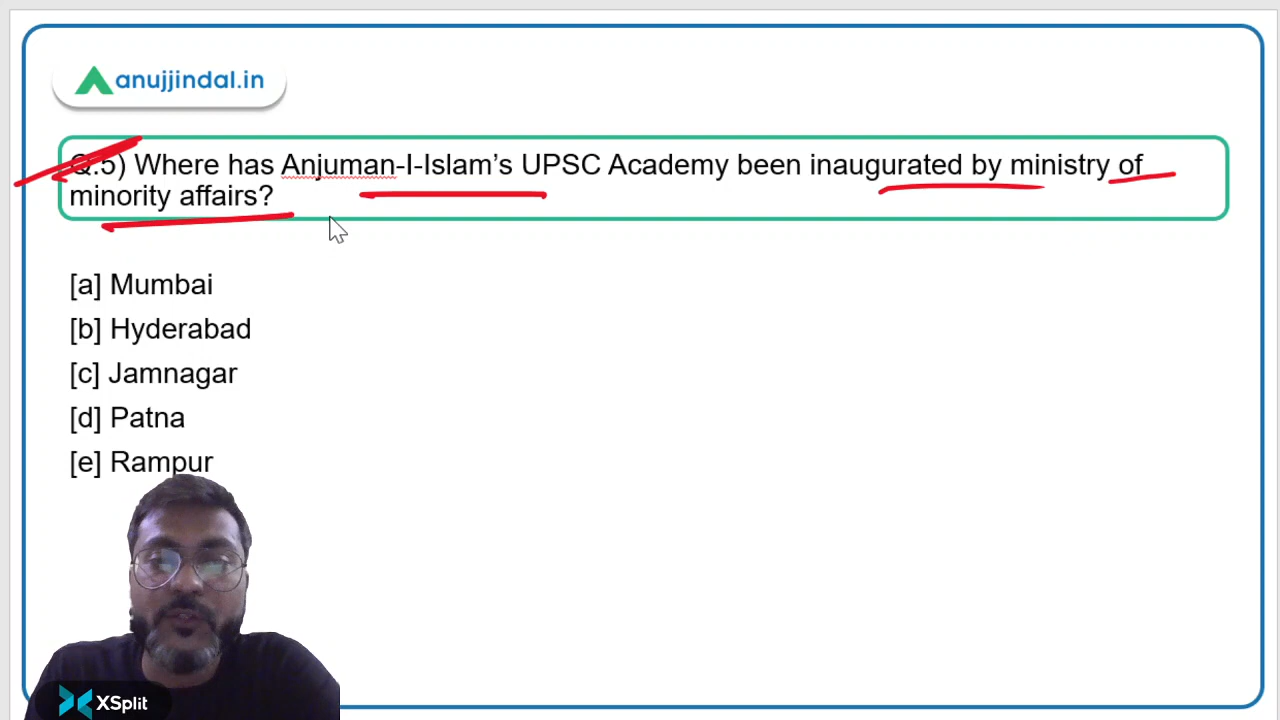 anujjindal.in
Q.5) Where has Anjuman-I-Islam’s UPSC Academy been inaugurated by ministry of
minority affairs?
[a] Mumbai
[b] Hyderabad
[c] Jamnagar
[d] Patna
[e] Rampur
XSplit